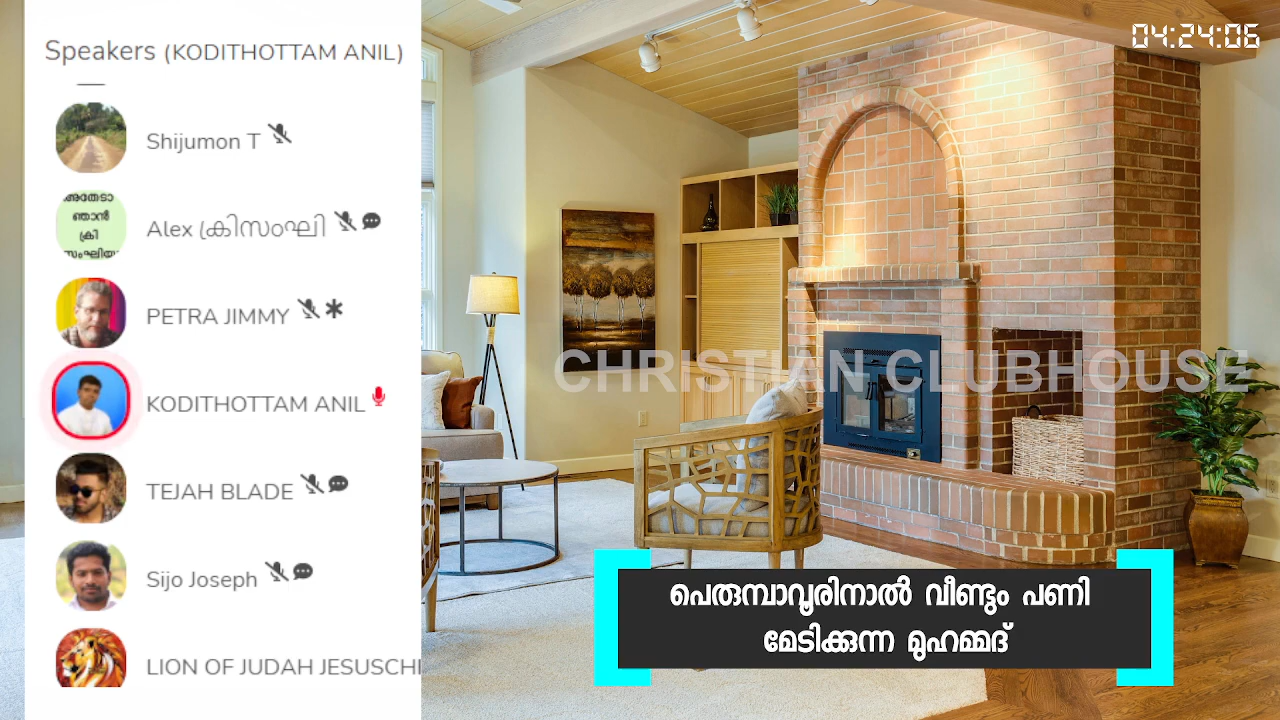 Speakers (KODITHOTTAM ANIL)
04:24:06
Shijumon T
അതേടാ
ഞാൻ
ക്രി
Alex ക്രിസംഘി
PETRA JIMMY
KODITHOTTAM ANIL
TEJAH BLADE
Sijo Joseph
LION OF JUDAH JESUSCHI
CHRISTIAN CLUBHOUSE
പെരുമ്പാവൂരിനാൽ വീണ്ടും പണി
മേടിക്കുന്ന മുഹമ്മദ്